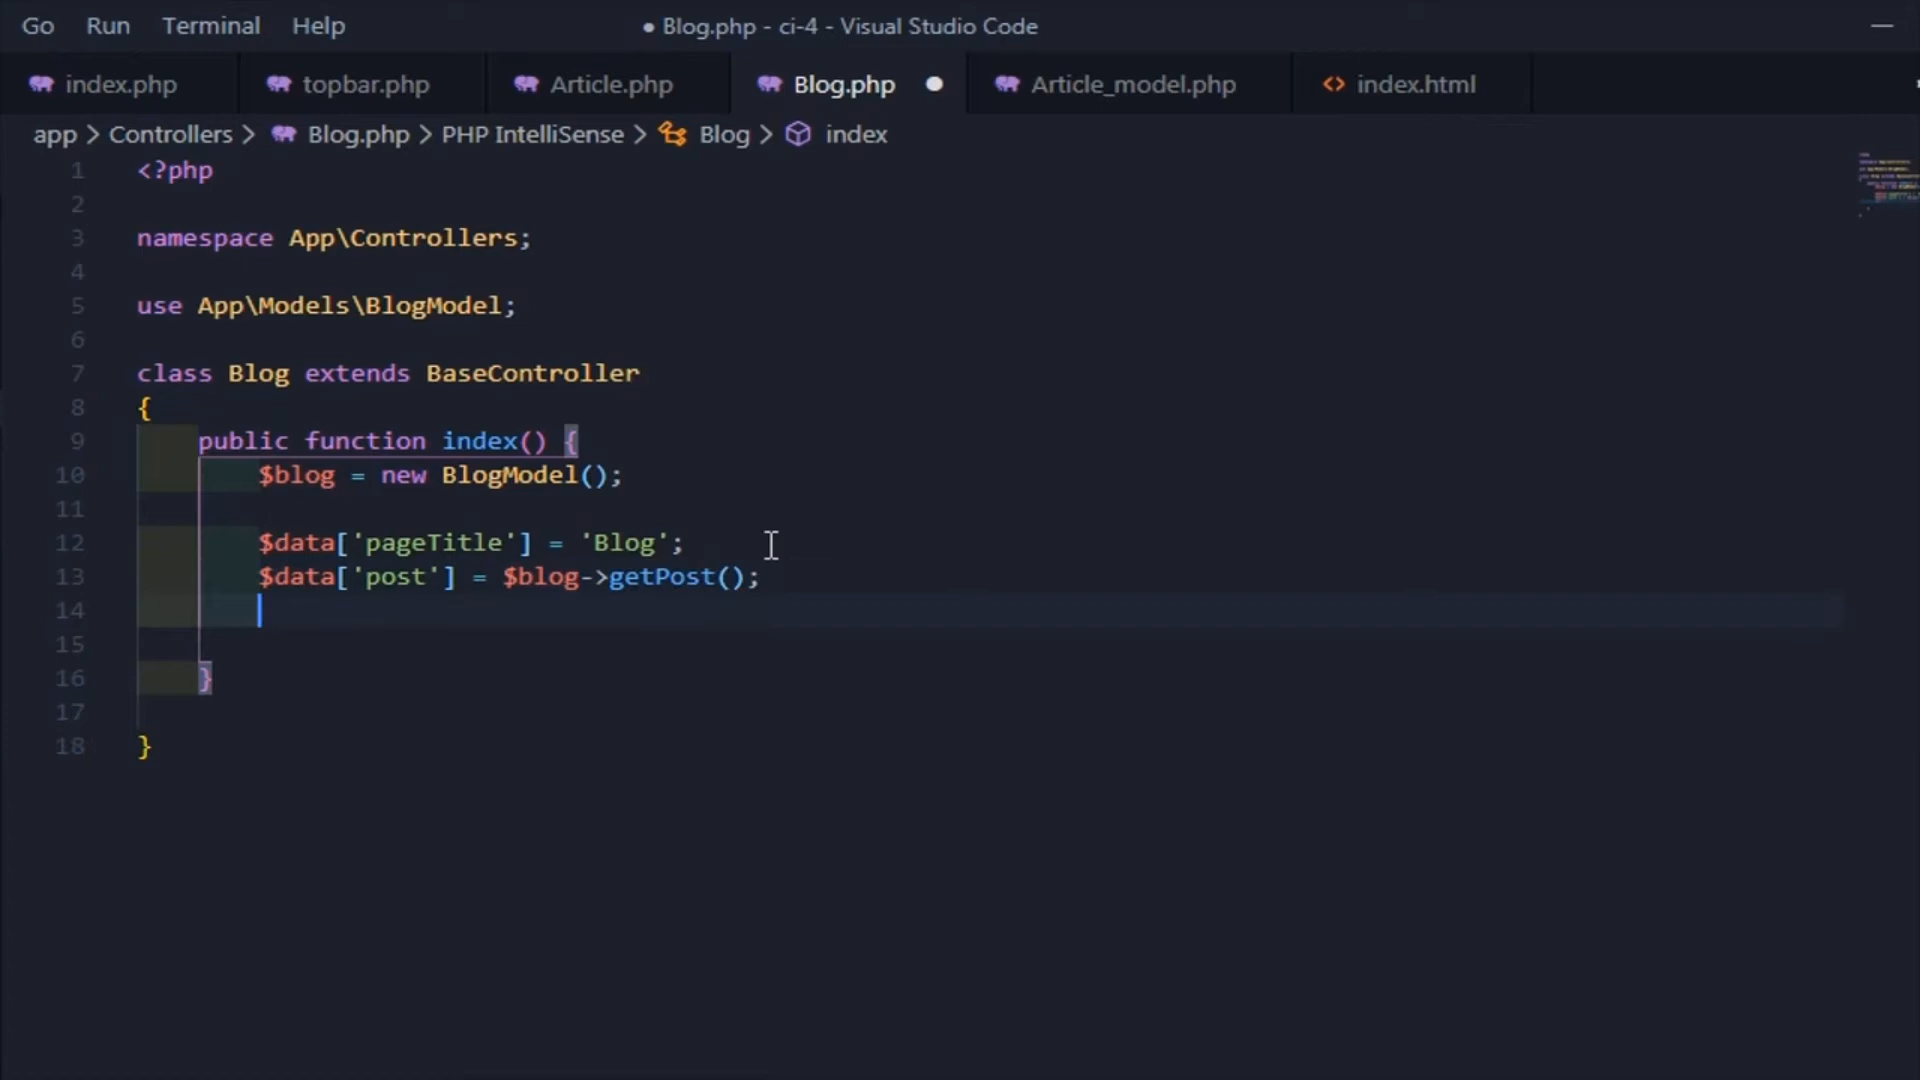 Go Run Terminal Help ● Blog.php - ci-4 - Visual Studio Code
index.php topbar.php Article.php Blog.php ● Article_model.php <> index.html
app > Controllers > Blog.php > PHP IntelliSense > Blog > index
1 <?php
2
3 namespace App\Controllers;
4
5 use App\Models\BlogModel;
6
7 class Blog extends BaseController
8 {
9 public function index() {
10 $blog = new BlogModel();
11
12 $data['pageTitle'] = 'Blog';
13 $data['post'] = $blog->getPost();
14
15
16 }
17
18 }